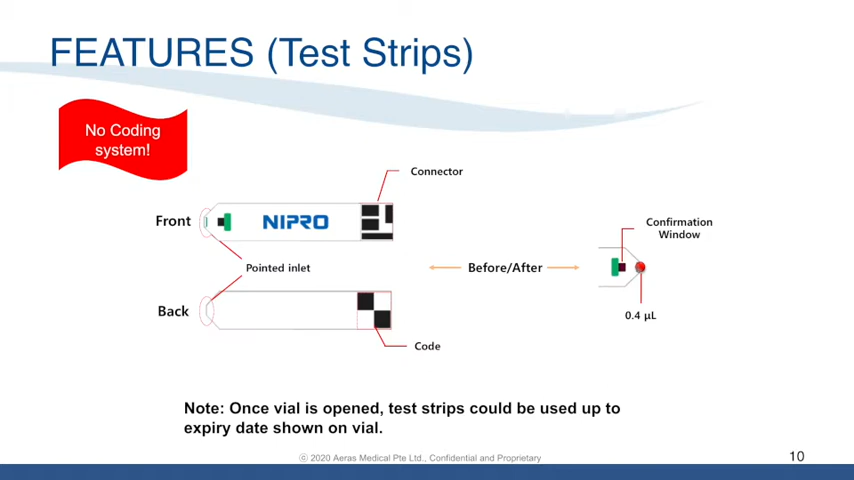 FEATURES (Test Strips)
No Coding
system!
Connector
Front
NIPRO
Confirmation
Window
Pointed inlet
Before/After
Back
0.4 µL
Code
Note: Once vial is opened, test strips could be used up to
expiry date shown on vial.
ⓒ 2020 Aeras Medical Pte Ltd., Confidential and Proprietary
10